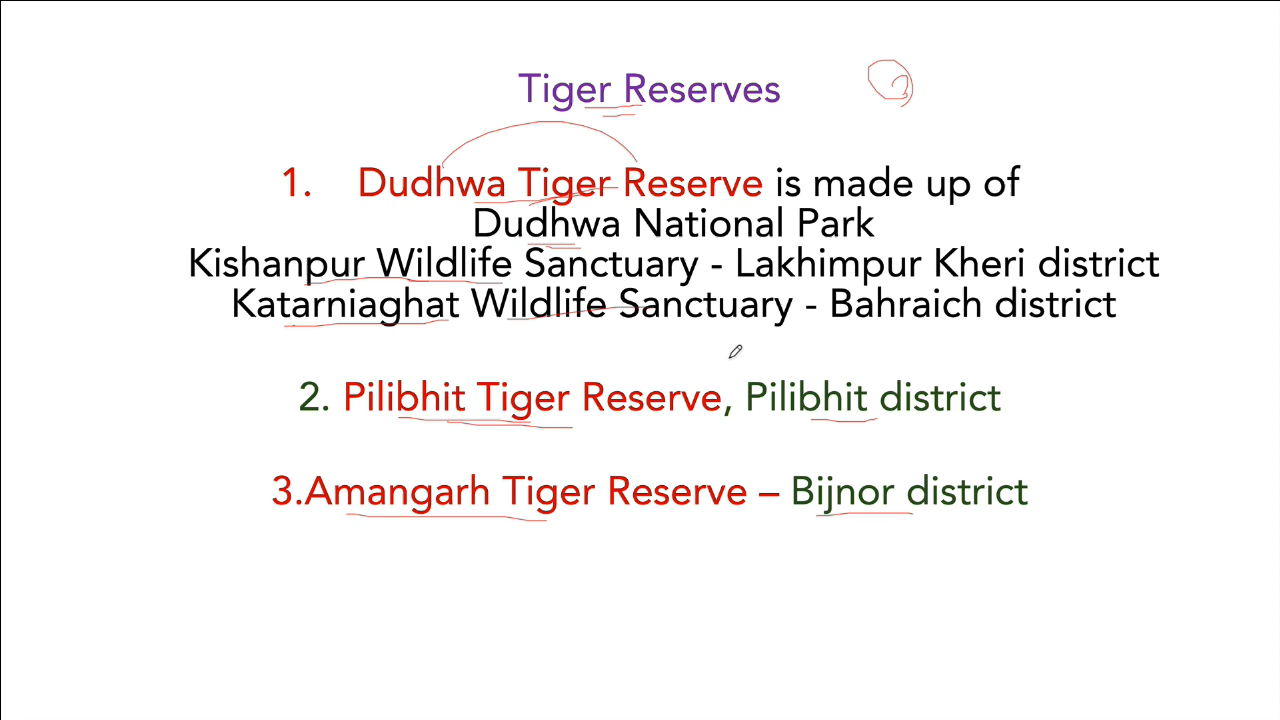 Tiger Reserves
1. Dudhwa Tiger Reserve is made up of
Dudhwa National Park
Kishanpur Wildlife Sanctuary - Lakhimpur Kheri district
Katarniaghat Wildlife Sanctuary - Bahraich district
2. Pilibhit Tiger Reserve, Pilibhit district
3.Amangarh Tiger Reserve – Bijnor district